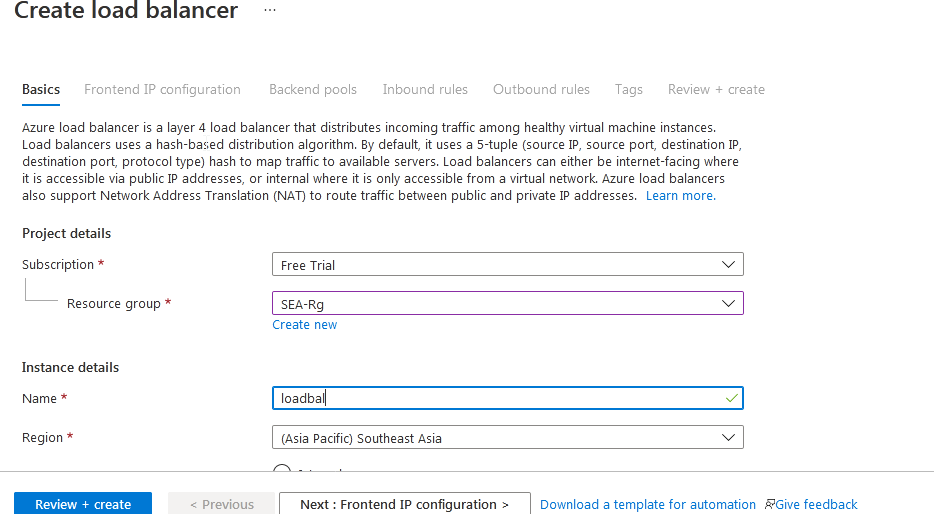 Create load balancer ...
Basics Frontend IP configuration Backend pools Inbound rules Outbound rules Tags Review + create
Azure load balancer is a layer 4 load balancer that distributes incoming traffic among healthy virtual machine instances.
Load balancers uses a hash-based distribution algorithm. By default, it uses a 5-tuple (source IP, source port, destination IP,
destination port, protocol type) hash to map traffic to available servers. Load balancers can either be internet-facing where
it is accessible via public IP addresses, or internal where it is only accessible from a virtual network. Azure load balancers
also support Network Address Translation (NAT) to route traffic between public and private IP addresses. Learn more.
Project details
Subscription *
Free Trial
Resource group *
SEA-Rg
Create new
Instance details
Name *
loadbal
Region *
(Asia Pacific) Southeast Asia
Review + create < Previous Next : Frontend IP configuration > Download a template for automation Give feedback